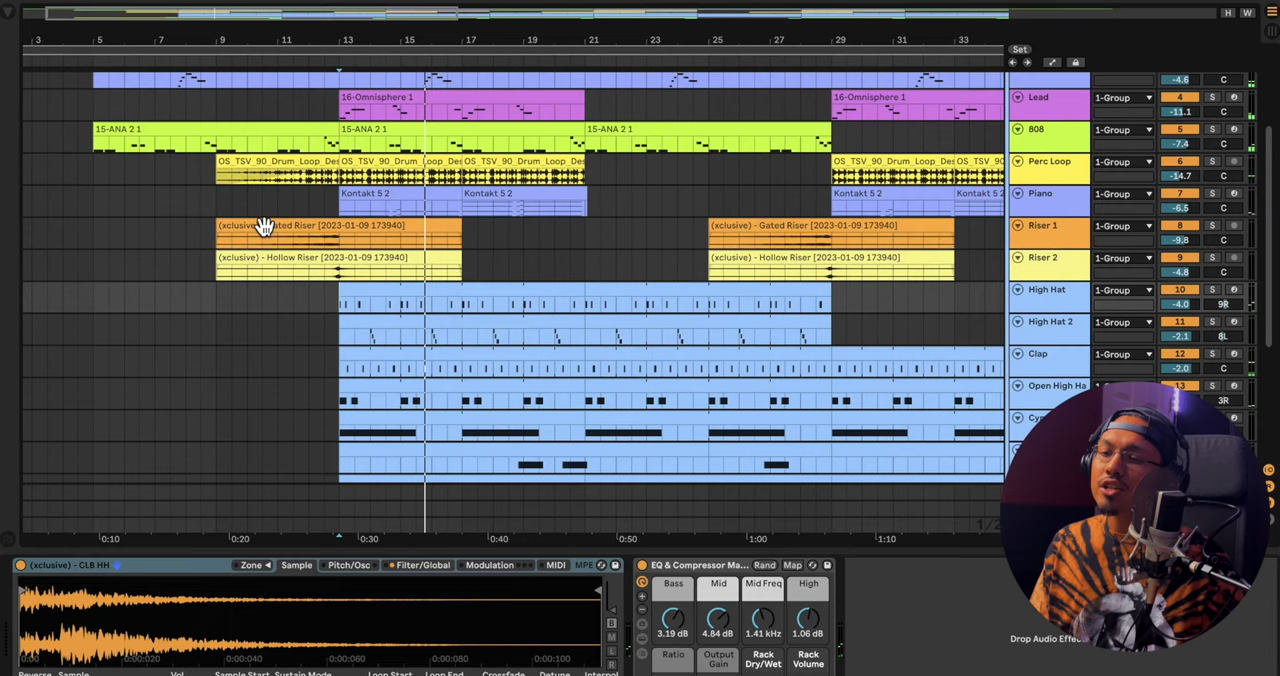 H W
3 5 7 9 11 13 15 17 19 21 23 25 27 29 31 33
Set
1-Group -4.6 C
16-Omnisphere 1 16-Omnisphere 1 Lead 1-Group 4 S
-11.1 C
15-ANA 2 1 15-ANA 2 1 15-ANA 2 1 808 1-Group 5 S
-7.4 C
OS_TSV_90_Drum_Loop_Des OS_TSV_90_Drum_Loop_Des OS_TSV_90_Drum_Loop_Des Perc Loop 1-Group 6 S
-14.7 C
Kontakt 5 2 Kontakt 5 2 Kontakt 5 2 Kontakt 5 2 Piano 1-Group 7 S
-6.5 C
(xclusive) - Gated Riser [2023-01-09 173940] (xclusive) - Gated Riser [2023-01-09 173940] Riser 1 1-Group 8 S
-9.8 C
(xclusive) - Hollow Riser [2023-01-09 173940] (xclusive) - Hollow Riser [2023-01-09 173940] Riser 2 1-Group 9 S
-4.8 C
High Hat 1-Group 10 S
-4.0 9R
High Hat 2 1-Group 11 S
-2.1 8L
Clap 1-Group 12 S
-2.0 C
Open High Ha 13
3R
0:10 0:20 0:30 0:40 0:50 1:00 1:10
(xclusive) - CLB HH Zone Sample Pitch/Osc Filter/Global Modulation MIDI MPE
EQ & Compressor Ma... Rand Map
Bass Mid Mid Freq High
3.19 dB 4.84 dB 1.41 kHz 1.06 dB
Ratio Output Gain Rack Dry/Wet Rack Volume
B
M
L
R
0:00 0:00:020 0:00:040 0:00:060 0:00:080 0:00:100
Reverse Sample Vol Sample Start Sustain Mode Loop Start Loop End Crossfade Detune Interpol